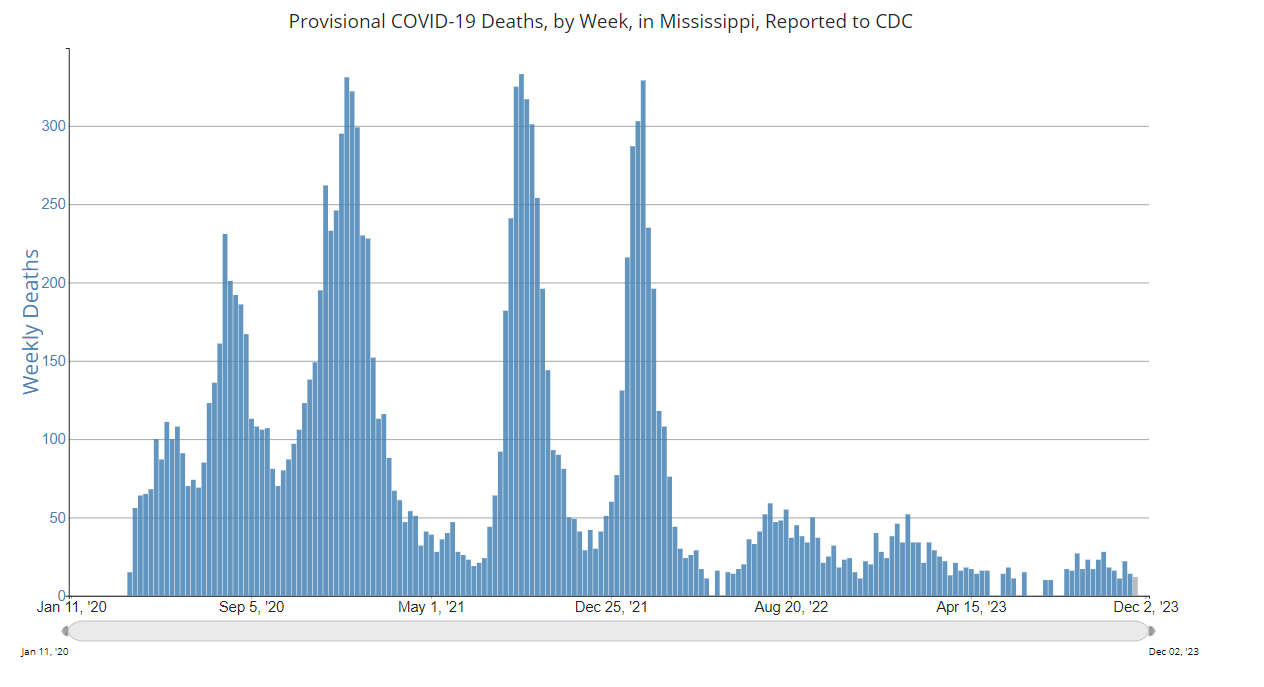 Provisional COVID-19 Deaths, by Week, in Mississippi, Reported to CDC
Weekly Deaths
300
250
200
150
100
50
0
Jan 11, '20 Sep 5, '20 May 1, '21 Dec 25, '21 Aug 20, '22 Apr 15, '23 Dec 2, '23
Jan 11, '20 Dec 02, '23